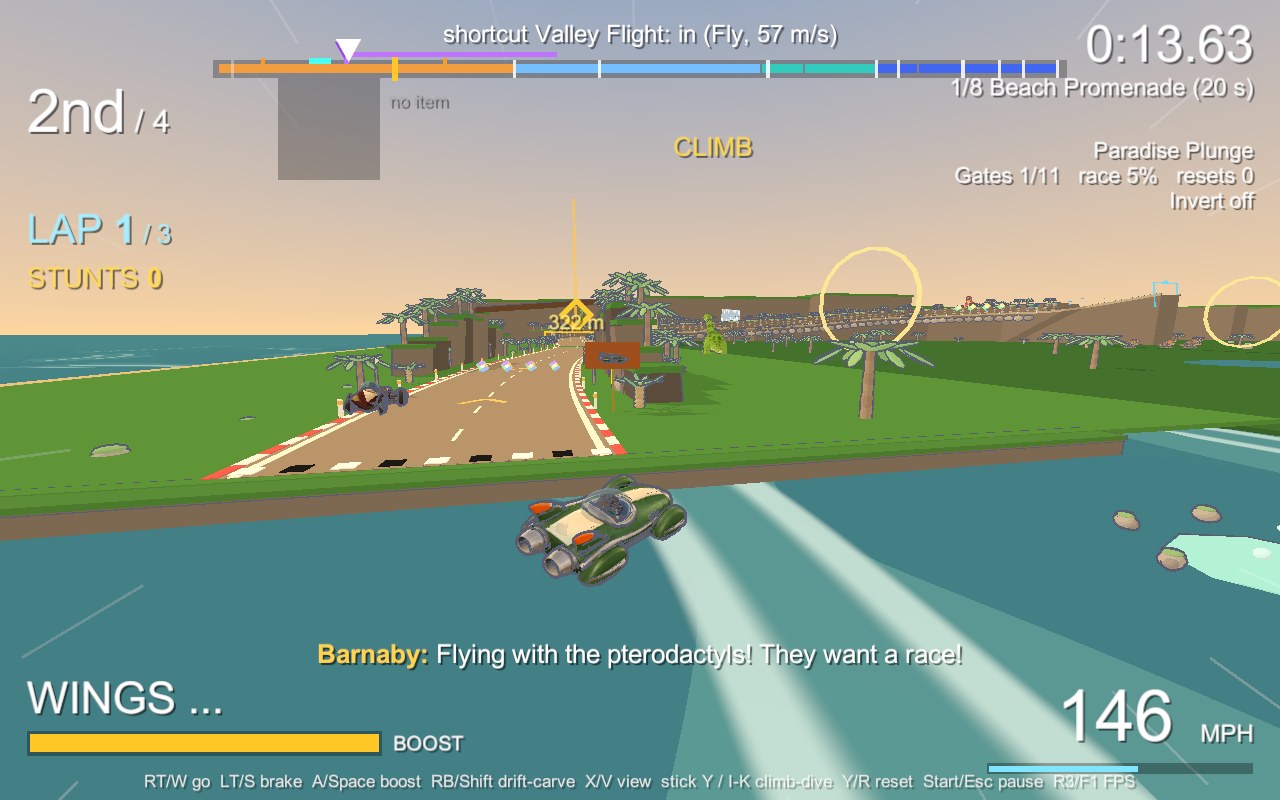 shortcut Valley Flight: in (Fly, 57 m/s)
0:13.63
1/8 Beach Promenade (20 s)
2nd / 4
no item
CLIMB
Paradise Plunge
Gates 1/11 race 5% resets 0
Invert off
LAP 1 / 3
STUNTS 0
322 m
Barnaby: Flying with the pterodactyls! They want a race!
WINGS ...
BOOST
146 MPH
RT/W go LT/S brake A/Space boost RB/Shift drift-carve X/V view stick Y / I-K climb-dive Y/R reset Start/Esc pause R3/F1 FPS